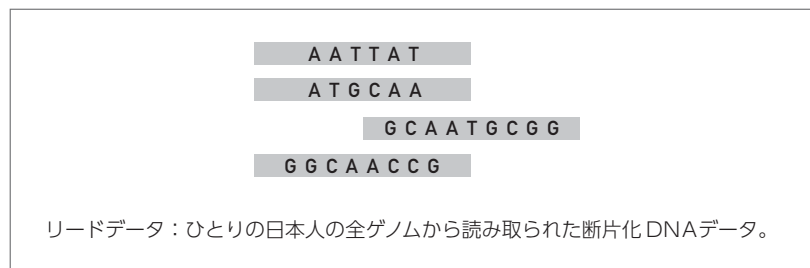 AATTAT
ATGCAA
GCAATGCGG
GGCAACCG
リードデータ：ひとりの日本人の全ゲノムから読み取られた断片化DNAデータ。